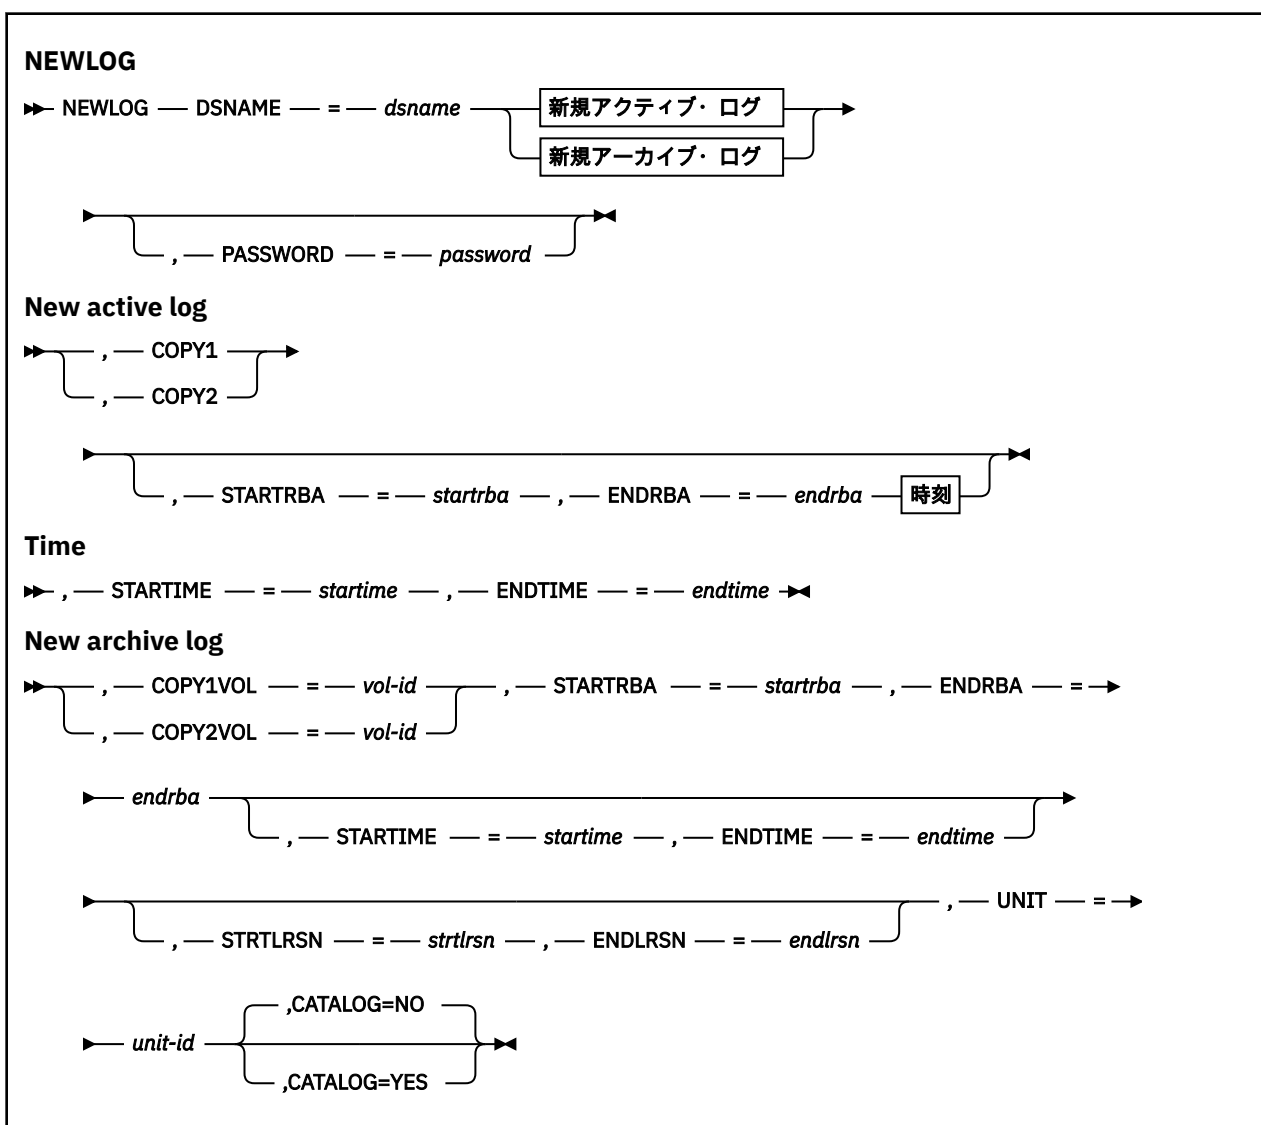 NEWLOG
NEWLOG DSNAME = dsname 新規アクティブ・ログ
新規アーカイブ・ログ
, PASSWORD = password
New active log
, COPY1
, COPY2
, STARTRBA = startrba , ENDRBA = endrba 時刻
Time
, STARTIME = startime , ENDTIME = endtime
New archive log
, COPY1VOL = vol-id , STARTRBA = startrba , ENDRBA =
, COPY2VOL = vol-id
endrba
, STARTIME = startime , ENDTIME = endtime
, UNIT =
, STRTLRSN = strtlrsn , ENDLRSN = endlrsn
,CATALOG=NO
unit-id
,CATALOG=YES